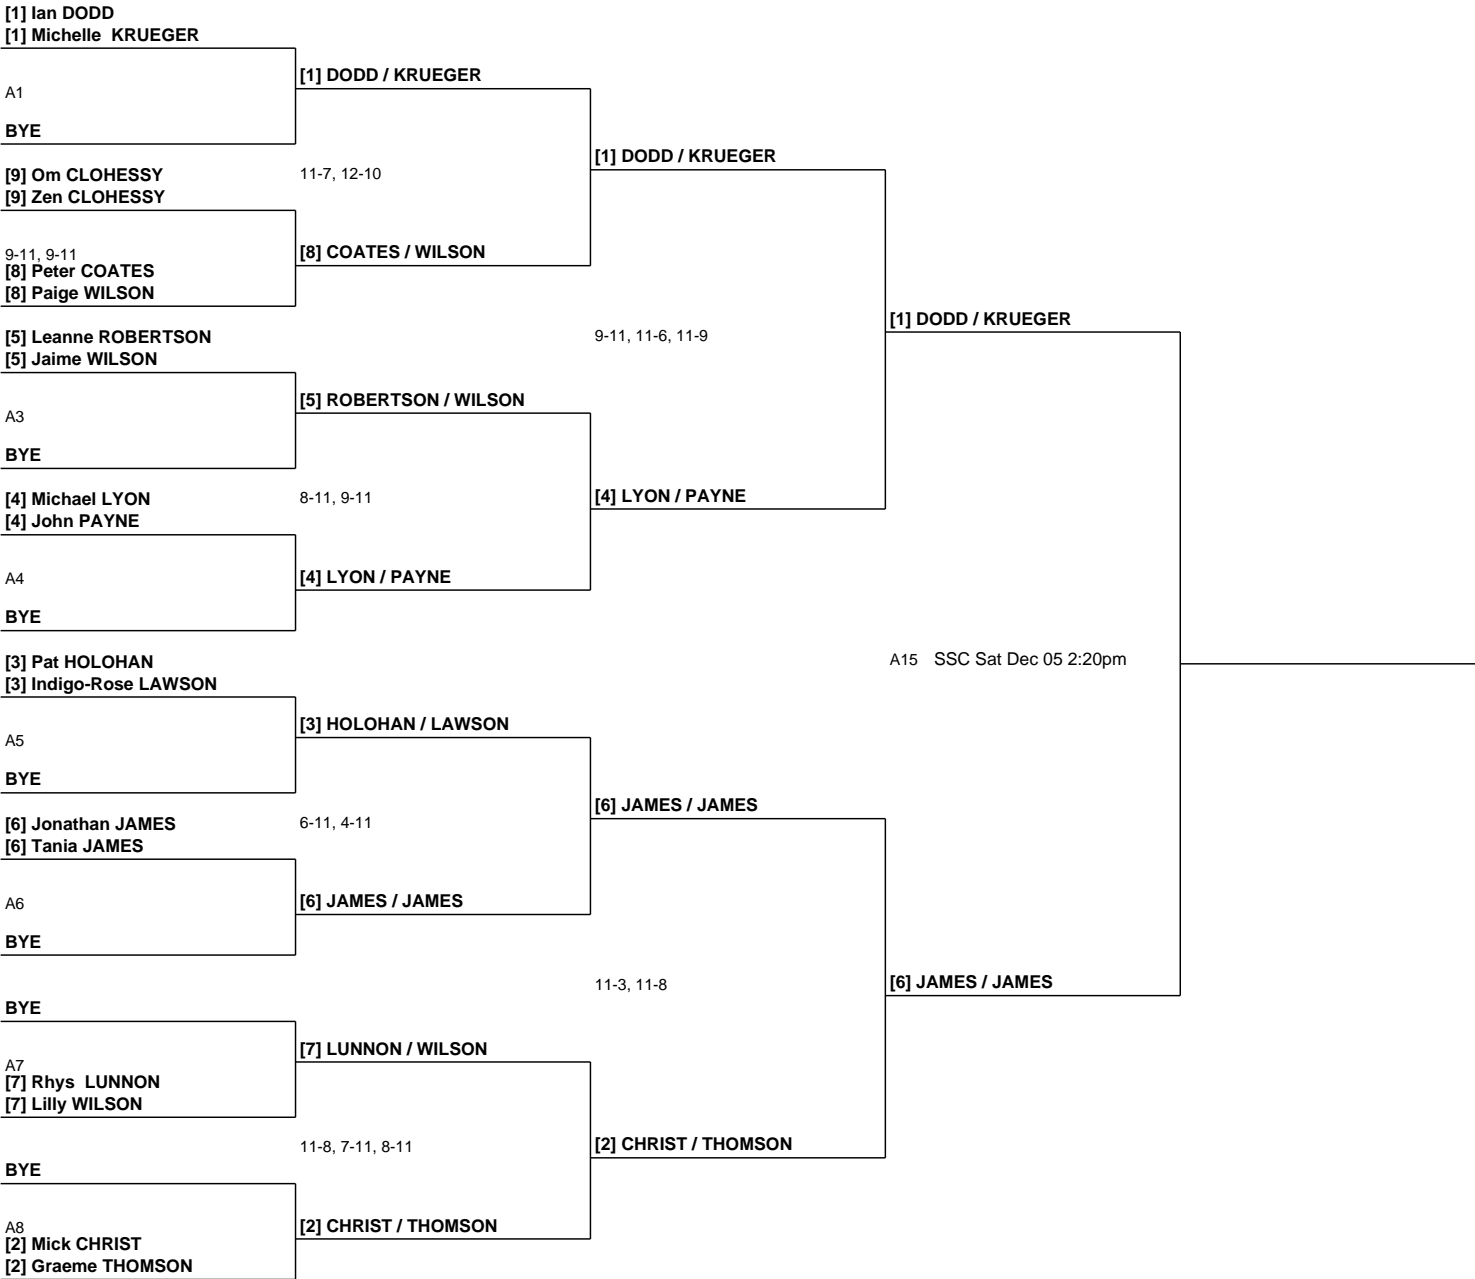 [1] Ian DODD
[1] Michelle  KRUEGER
A1
BYE
[9] Om CLOHESSY
[9] Zen CLOHESSY
9-11, 9-11
[8] Peter COATES
[8] Paige WILSON
[5] Leanne ROBERTSON
[5] Jaime WILSON
A3
BYE
[4] Michael LYON
[4] John PAYNE
A4
BYE
[3] Pat HOLOHAN
[3] Indigo-Rose LAWSON
A5
BYE
[6] Jonathan JAMES
[6] Tania JAMES
A6
BYE
BYE
A7
[7] Rhys  LUNNON
[7] Lilly WILSON
BYE
A8
[2] Mick CHRIST
[2] Graeme THOMSON
[1] DODD / KRUEGER
11-7, 12-10
[8] COATES / WILSON
[5] ROBERTSON / WILSON
8-11, 9-11
[4] LYON / PAYNE
[3] HOLOHAN / LAWSON
6-11, 4-11
[6] JAMES / JAMES
[7] LUNNON / WILSON
11-8, 7-11, 8-11
[2] CHRIST / THOMSON
[1] DODD / KRUEGER
9-11, 11-6, 11-9
[4] LYON / PAYNE
[6] JAMES / JAMES
11-3, 11-8
[2] CHRIST / THOMSON
[1] DODD / KRUEGER
A15 SSC Sat Dec 05 2:20pm
[6] JAMES / JAMES